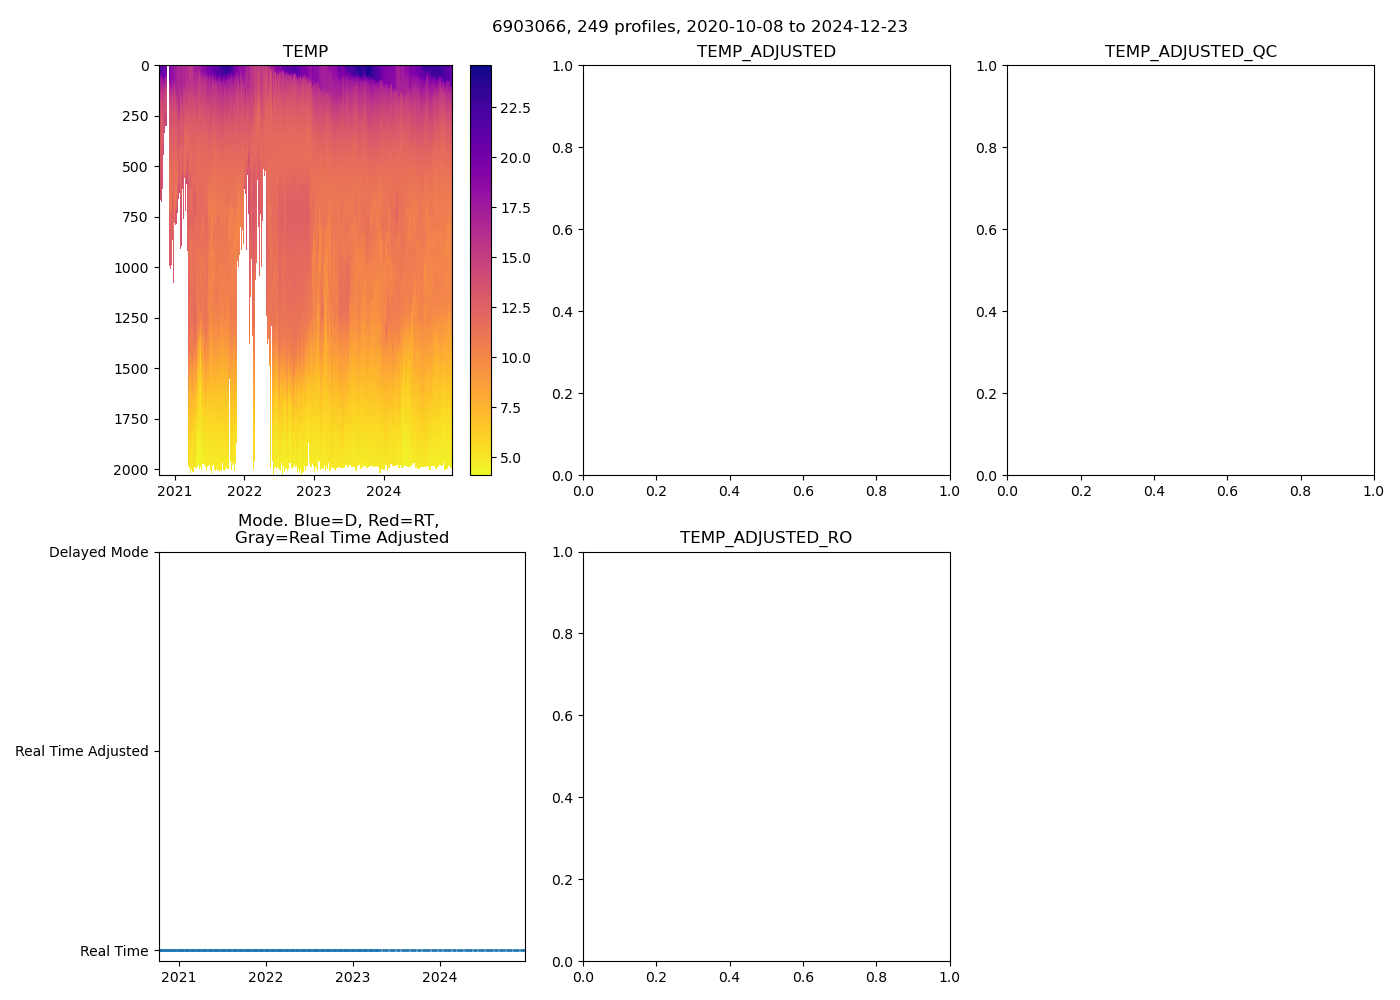 6903066, 249 profiles, 2020-10-08 to 2024-12-23
TEMP
0
250
500
750
1000
1250
1500
1750
2000
2021 2022 2023 2024
22.5
20.0
17.5
15.0
12.5
10.0
7.5
5.0
TEMP_ADJUSTED
1.0
0.8
0.6
0.4
0.2
0.0
0.0 0.2 0.4 0.6 0.8 1.0
TEMP_ADJUSTED_QC
1.0
0.8
0.6
0.4
0.2
0.0
0.0 0.2 0.4 0.6 0.8 1.0
Mode. Blue=D, Red=RT,
Gray=Real Time Adjusted
Delayed Mode
Real Time Adjusted
Real Time
2021 2022 2023 2024
TEMP_ADJUSTED_RO
1.0
0.8
0.6
0.4
0.2
0.0
0.0 0.2 0.4 0.6 0.8 1.0